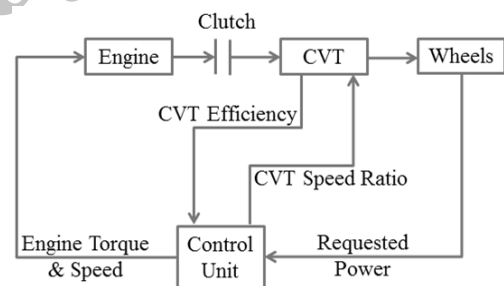 Clutch
Engine
CVT
Wheels
CVT Efficiency
CVT Speed Ratio
Engine Torque
& Speed
Control
Unit
Requested
Power